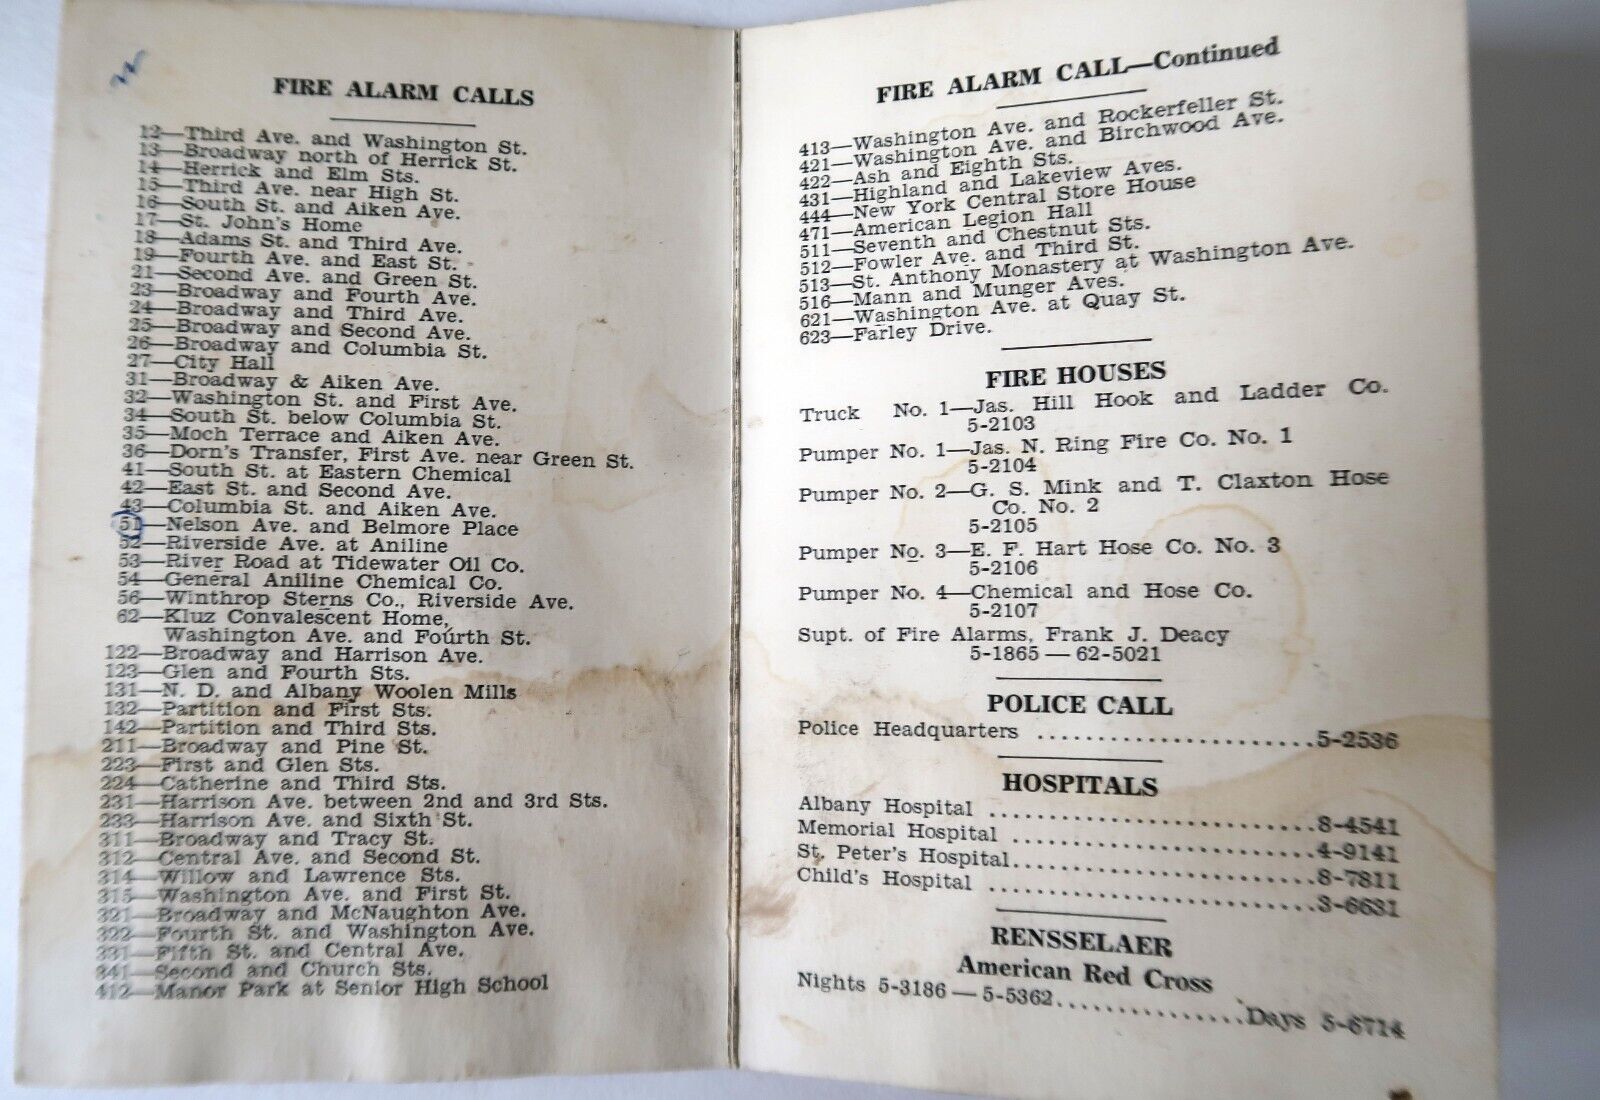 FIRE ALARM CALLS
12—Third Ave. and Washington St.
13—Broadway north of Herrick St.
14—Herrick and Elm Sts.
15—Third Ave. near High St.
16—South St. and Aiken Ave.
17—St. John's Home
18—Adams St. and Third Ave.
19—Fourth Ave. and East St.
21—Second Ave. and Green St.
23—Broadway and Fourth Ave.
24—Broadway and Third Ave.
25—Broadway and Second Ave.
26—Broadway and Columbia St.
27—City Hall
31—Broadway & Aiken Ave.
32—Washington St. and First Ave.
34—South St. below Columbia St.
35—Moch Terrace and Aiken Ave.
36—Dorn's Transfer, First Ave. near Green St.
41—South St. at Eastern Chemical
42—East St. and Second Ave.
43—Columbia St. and Aiken Ave.
51—Nelson Ave. and Belmore Place
52—Riverside Ave. at Aniline
53—River Road at Tidewater Oil Co.
54—General Aniline Chemical Co.
56—Winthrop Sterns Co., Riverside Ave.
62—Kluz Convalescent Home,
Washington Ave. and Fourth St.
122—Broadway and Harrison Ave.
123—Glen and Fourth Sts.
131—N. D. and Albany Woolen Mills
132—Partition and First Sts.
142—Partition and Third Sts.
211—Broadway and Pine St.
223—First and Glen Sts.
224—Catherine and Third Sts.
231—Harrison Ave. between 2nd and 3rd Sts.
233—Harrison Ave. and Sixth St.
311—Broadway and Tracy St.
312—Central Ave. and Second St.
314—Willow and Lawrence Sts.
315—Washington Ave. and First St.
321—Broadway and McNaughton Ave.
322—Fourth St. and Washington Ave.
331—Fifth St. and Central Ave.
341—Second and Church Sts.
412—Manor Park at Senior High School
FIRE ALARM CALL—Continued
413—Washington Ave. and Rockerfeller St.
421—Washington Ave. and Birchwood Ave.
422—Ash and Eighth Sts.
431—Highland and Lakeview Aves.
444—New York Central Store House
471—American Legion Hall
511—Seventh and Chestnut Sts.
512—Fowler Ave. and Third St.
513—St. Anthony Monastery at Washington Ave.
516—Mann and Munger Aves.
621—Washington Ave. at Quay St.
623—Farley Drive.
FIRE HOUSES
Truck No. 1—Jas. Hill Hook and Ladder Co.
5-2103
Pumper No. 1—Jas. N. Ring Fire Co. No. 1
5-2104
Pumper No. 2—G. S. Mink and T. Claxton Hose
Co. No. 2
5-2105
Pumper No. 3—E. F. Hart Hose Co. No. 3
5-2106
Pumper No. 4—Chemical and Hose Co.
5-2107
Supt. of Fire Alarms, Frank J. Deacy
5-1865 — 62-5021
POLICE CALL
Police Headquarters ......................5-2536
HOSPITALS
Albany Hospital ..........................8-4541
Memorial Hospital ........................4-9141
St. Peter's Hospital........................8-7811
Child's Hospital ..........................3-6631
RENSSELAER
American Red Cross
Nights 5-3186 — 5-5362...............Days 5-6714